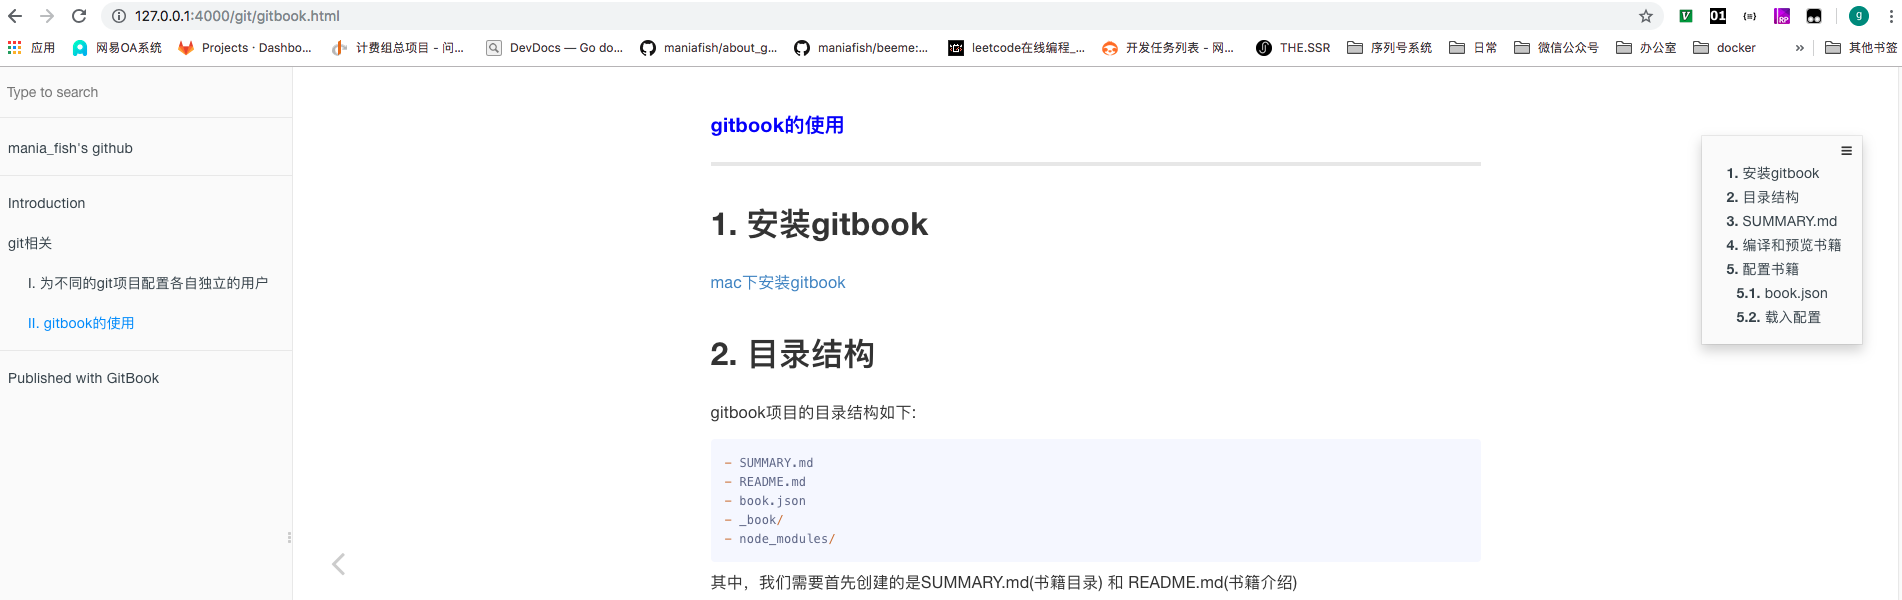 127.0.0.1:4000/git/gitbook.html
应用 网易OA系统 Projects · Dashbo... 计费组总项目 - 问... DevDocs — Go do... maniafish/about_g... maniafish/beeme:... leetcode在线编程_... 开发任务列表 - 网... THE.SSR 序列号系统 日常 微信公众号 办公室 docker » 其他书签
Type to search
mania_fish's github
Introduction
git相关
I. 为不同的git项目配置各自独立的用户
II. gitbook的使用
Published with GitBook
gitbook的使用
1. 安装gitbook
mac下安装gitbook
2. 目录结构
gitbook项目的目录结构如下:
- SUMMARY.md
- README.md
- book.json
- _book/
- node_modules/
其中，我们需要首先创建的是SUMMARY.md(书籍目录) 和 README.md(书籍介绍)
1. 安装gitbook
2. 目录结构
3. SUMMARY.md
4. 编译和预览书籍
5. 配置书籍
5.1. book.json
5.2. 载入配置